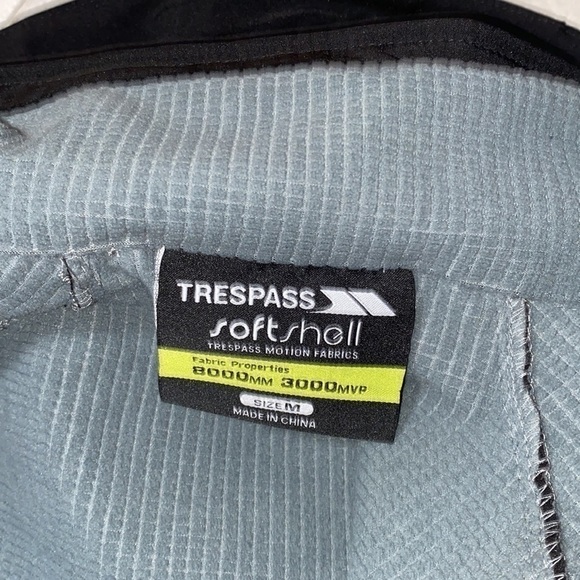 TRESPASS
softshell
TRESPASS MOTION FABRICS
Fabric Properties
8000MM 3000MVP
SIZE M
MADE IN CHINA